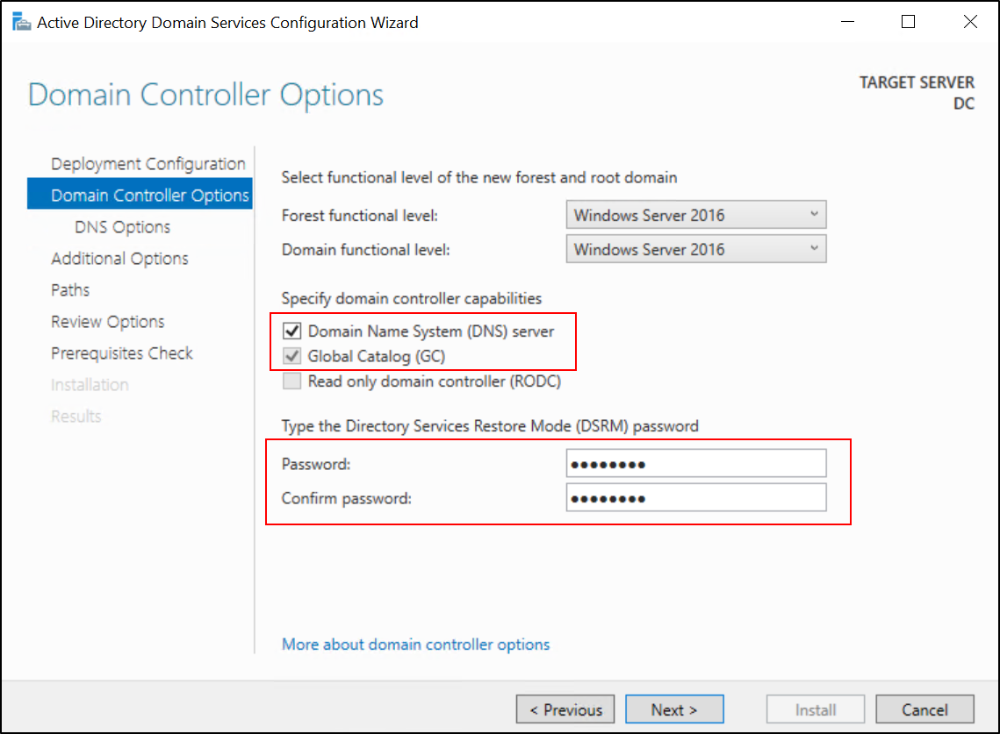 Active Directory Domain Services Configuration Wizard
Domain Controller Options
TARGET SERVER
DC
Deployment Configuration
Domain Controller Options
DNS Options
Additional Options
Paths
Review Options
Prerequisites Check
Installation
Results
Select functional level of the new forest and root domain
Forest functional level: Windows Server 2016
Domain functional level: Windows Server 2016
Specify domain controller capabilities
Domain Name System (DNS) server
Global Catalog (GC)
Read only domain controller (RODC)
Type the Directory Services Restore Mode (DSRM) password
Password: ●●●●●●●●
Confirm password: ●●●●●●●●
More about domain controller options
< Previous Next > Install Cancel